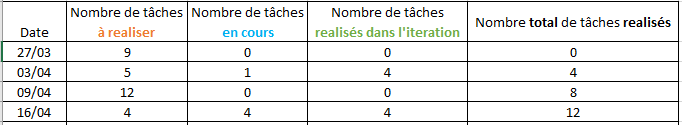 Date Nombre de tâches à realiser Nombre de tâches en cours Nombre de tâches realisés dans l'iteration Nombre total de tâches realisés
27/03 9 0 0 0
03/04 5 1 4 4
09/04 12 0 0 8
16/04 4 4 4 12